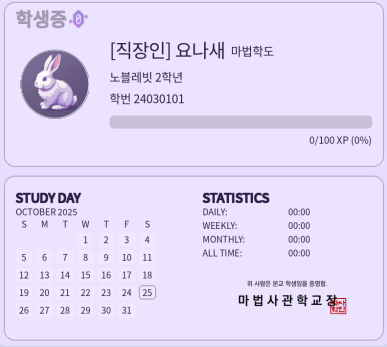 학생증
[직장인] 요나새 마법학도
노블레빗 2학년
학번 24030101
0/100 XP (0%)
STUDY DAY
OCTOBER 2025
S M T W T F S
1 2 3 4
5 6 7 8 9 10 11
12 13 14 15 16 17 18
19 20 21 22 23 24 25
26 27 28 29 30 31
STATISTICS
DAILY: 00:00
WEEKLY: 00:00
MONTHLY: 00:00
ALL TIME: 00:00
위 사람은 본교 학생임을 증명함.
마법사관학교장